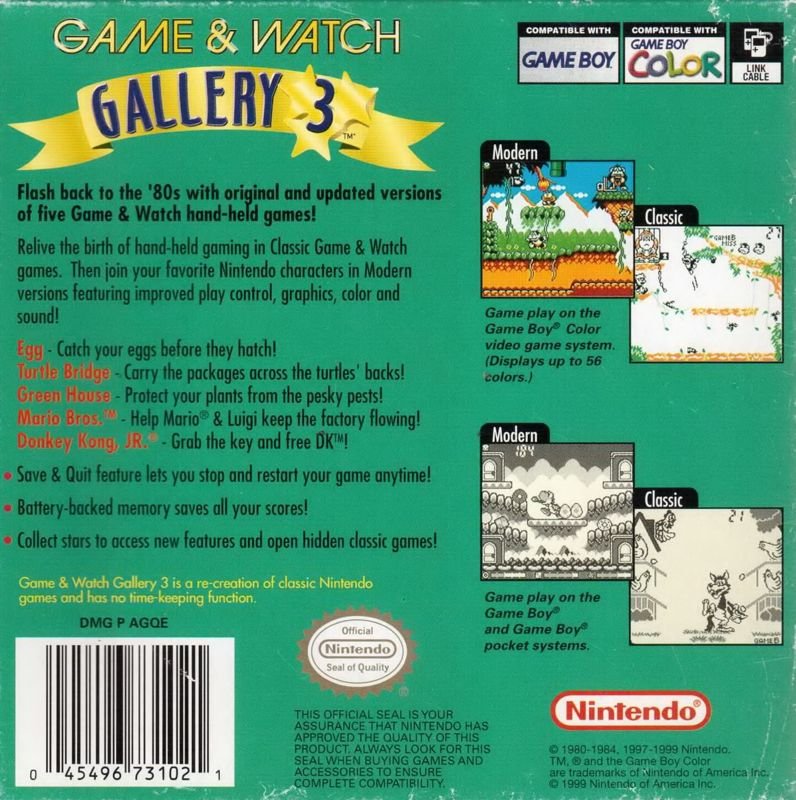 GAME & WATCH
GALLERY 3™
COMPATIBLE WITH
GAME BOY
COMPATIBLE WITH
GAME BOY
COLOR
LINK
CABLE
Flash back to the '80s with original and updated versions
of five Game & Watch hand-held games!
Relive the birth of hand-held gaming in Classic Game & Watch
games. Then join your favorite Nintendo characters in Modern
versions featuring improved play control, graphics, color and
sound!
Egg - Catch your eggs before they hatch!
Turtle Bridge - Carry the packages across the turtles' backs!
Green House - Protect your plants from the pesky pests!
Mario Bros.™ - Help Mario® & Luigi keep the factory flowing!
Donkey Kong, JR.® - Grab the key and free DK™!
• Save & Quit feature lets you stop and restart your game anytime!
• Battery-backed memory saves all your scores!
• Collect stars to access new features and open hidden classic games!
Game & Watch Gallery 3 is a re-creation of classic Nintendo
games and has no time-keeping function.
DMG P AGQE
0 45496 73102 1
Official
Nintendo
Seal of Quality
®
THIS OFFICIAL SEAL IS YOUR
ASSURANCE THAT NINTENDO HAS
APPROVED THE QUALITY OF THIS
PRODUCT. ALWAYS LOOK FOR THIS
SEAL WHEN BUYING GAMES AND
ACCESSORIES TO ENSURE
COMPLETE COMPATIBILITY.
Modern
Classic
27
GAME B
MISS
Game play on the
Game Boy® Color
video game system.
(Displays up to 56
colors.)
Modern
184
Classic
21
GAME B
Game play on the
Game Boy®
and Game Boy®
pocket systems.
Nintendo®
© 1980-1984, 1997-1999 Nintendo.
TM, ® and the Game Boy Color
are trademarks of Nintendo of America Inc.
© 1999 Nintendo of America Inc.